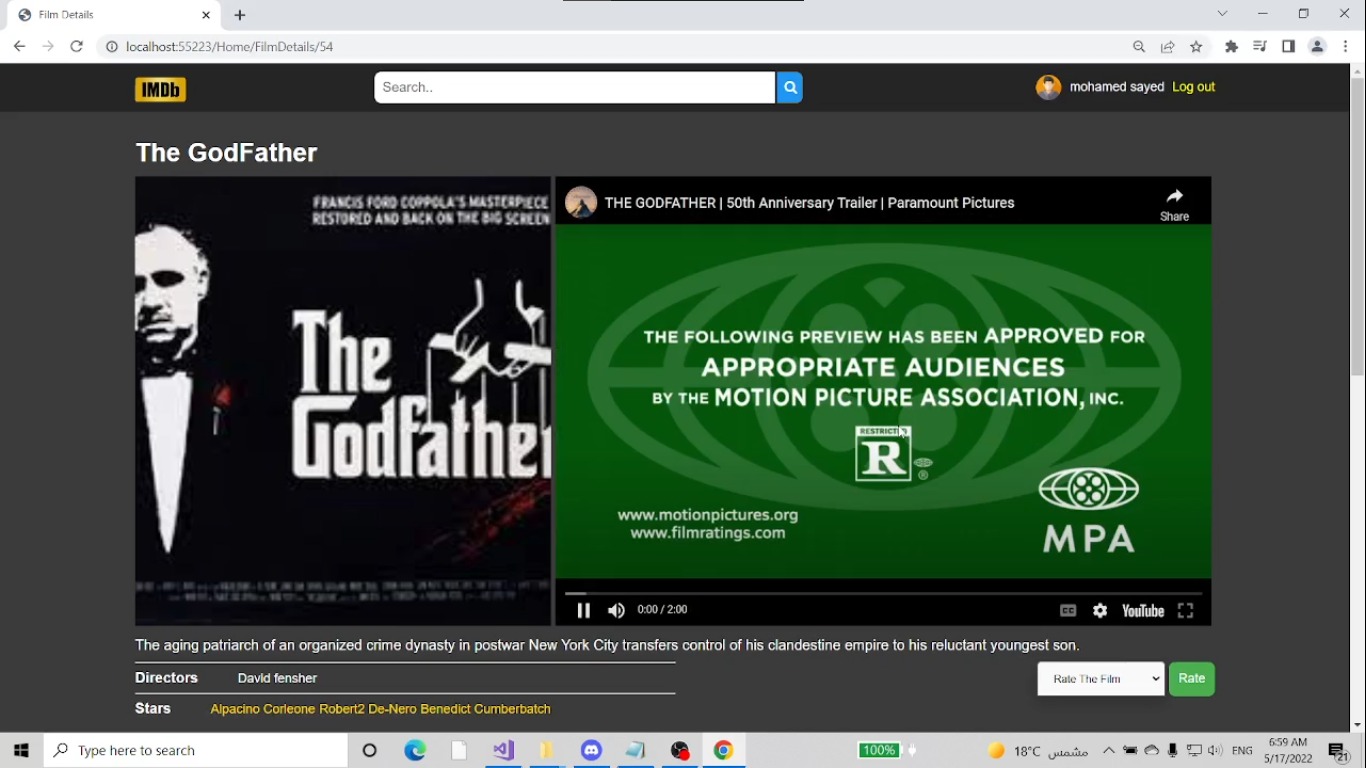 Film Details
localhost:55223/Home/FilmDetails/54
IMDb
Search..
mohamed sayed Log out
The GodFather
FRANCIS FORD COPPOLA'S MASTERPIECE
RESTORED AND BACK ON THE BIG SCREEN
The
Godfathe
THE GODFATHER | 50th Anniversary Trailer | Paramount Pictures
Share
THE FOLLOWING PREVIEW HAS BEEN APPROVED FOR
APPROPRIATE AUDIENCES
BY THE MOTION PICTURE ASSOCIATION, INC.
RESTRICTED
R
®
www.motionpictures.org
www.filmratings.com
MPA
0:00 / 2:00
CC
YouTube
The aging patriarch of an organized crime dynasty in postwar New York City transfers control of his clandestine empire to his reluctant youngest son.
Directors David fensher
Rate The Film
Rate
Stars Alpacino Corleone Robert2 De-Nero Benedict Cumberbatch
Type here to search
100%
18°C مشمس
ENG
6:59 AM
5/17/2022
21